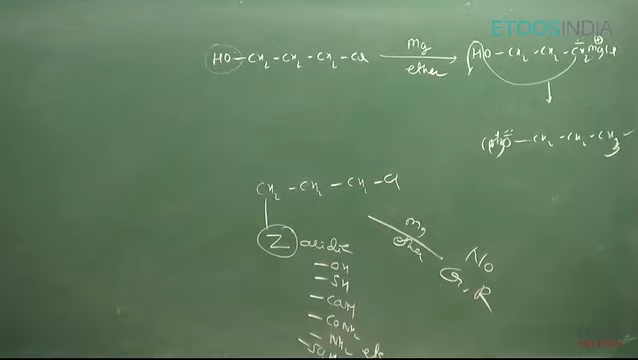 ETOOSINDIA
HO-CH2-CH2-CH2-Cl Mg ether HO-CH2-CH2-CH2MgCl
O-CH2-CH2-CH3
CH2-CH2-CH2-Cl
Mg
ether
Z acidic
No
G.R
-OH
-SH
-COOH
-CONH2
-NH2
-SO3H etc